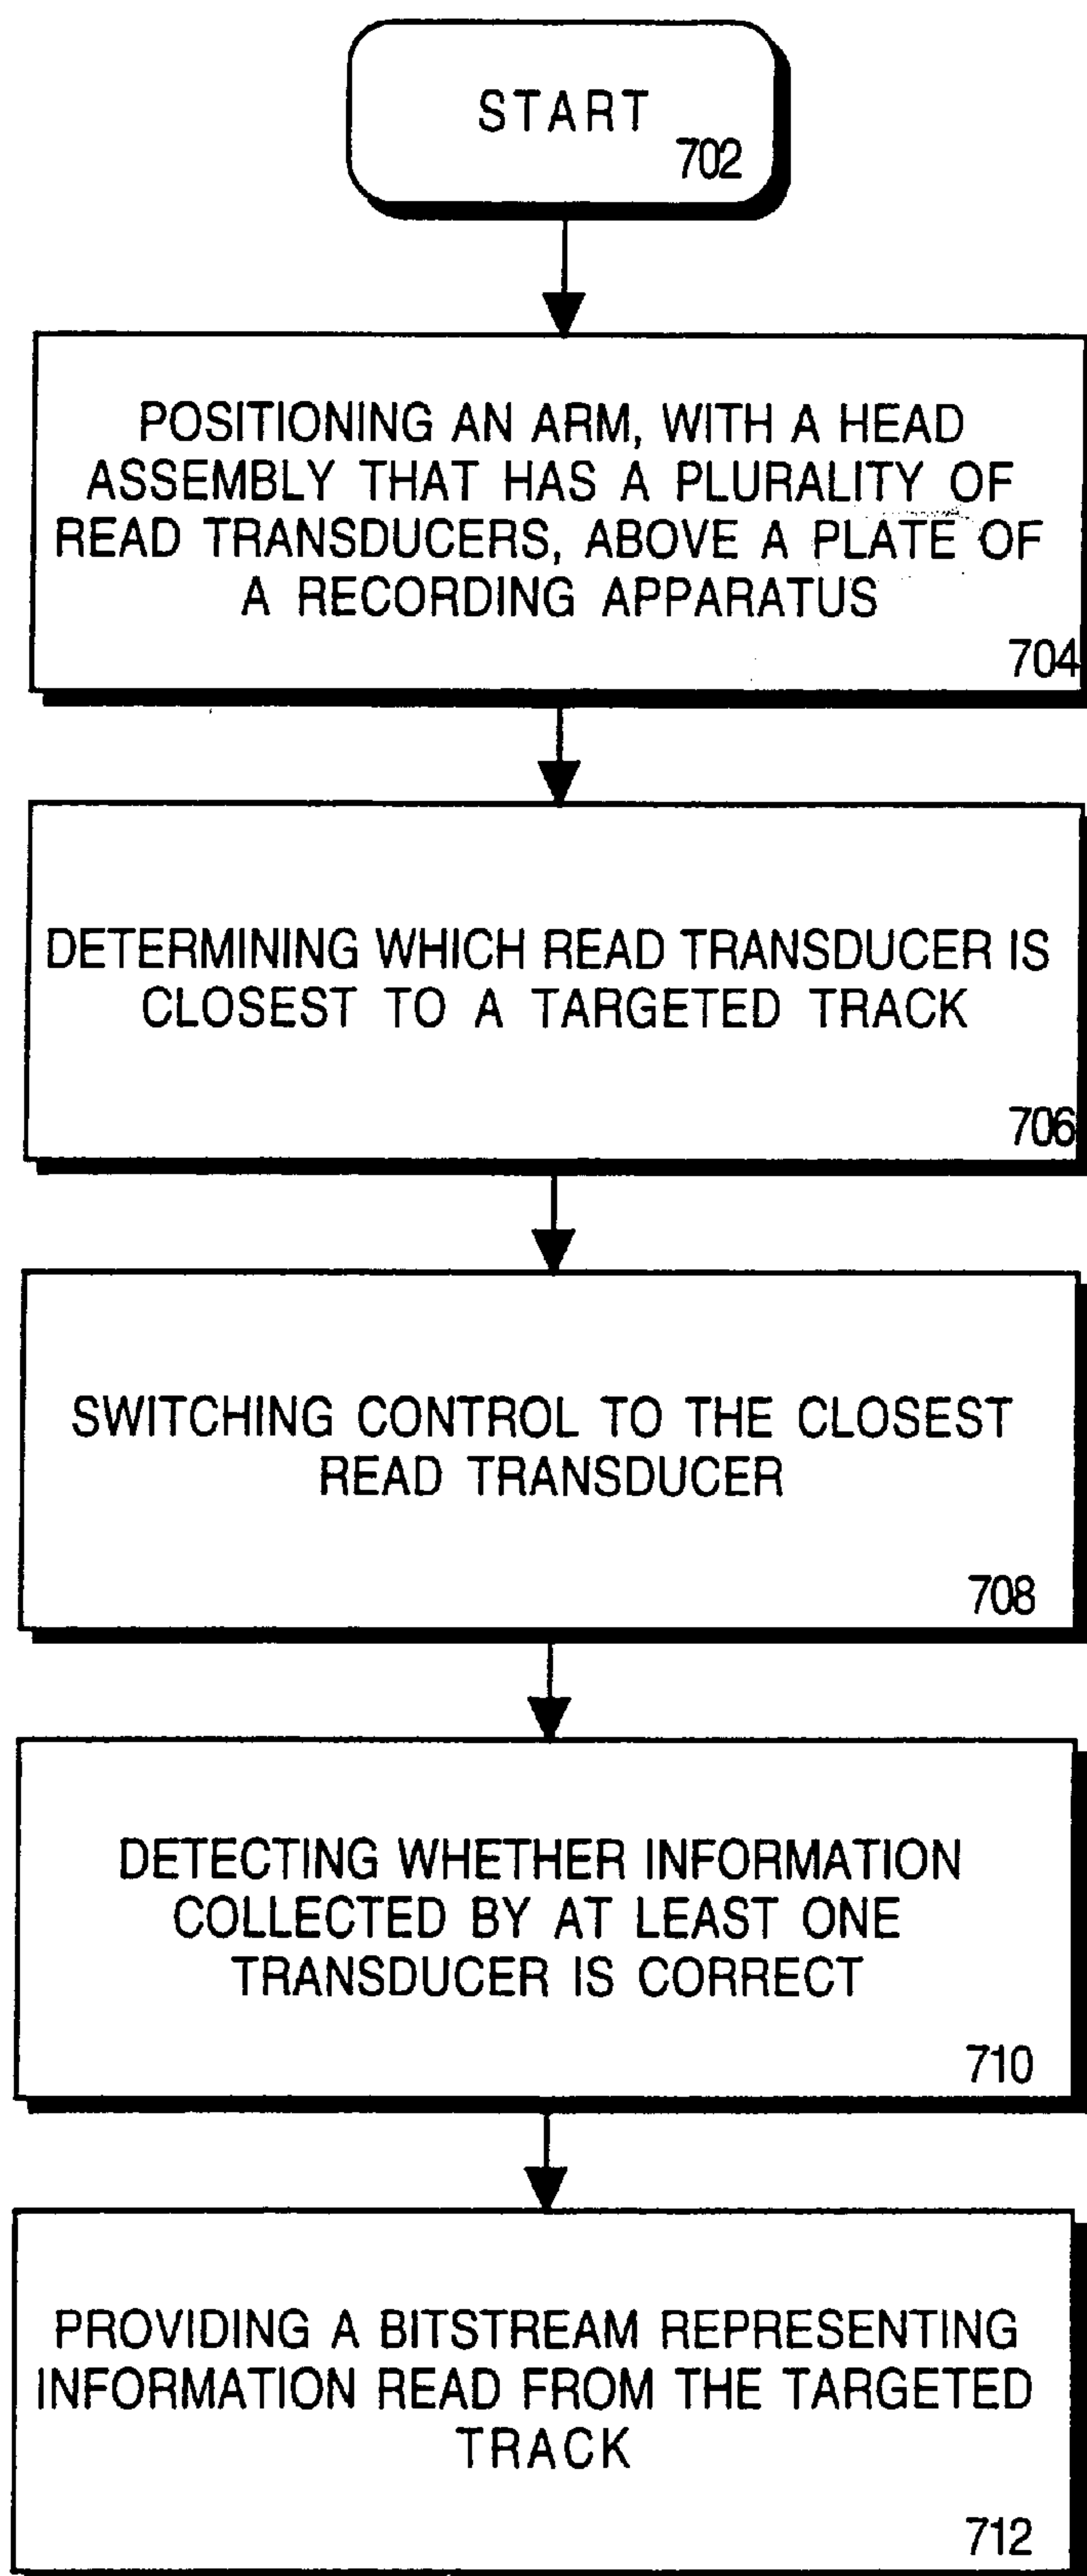 START
702
POSITIONING AN ARM, WITH A HEAD
ASSEMBLY THAT HAS A PLURALITY OF
READ TRANSDUCERS, ABOVE A PLATE OF
A RECORDING APPARATUS
704
DETERMINING WHICH READ TRANSDUCER IS
CLOSEST TO A TARGETED TRACK
706
SWITCHING CONTROL TO THE CLOSEST
READ TRANSDUCER
708
DETECTING WHETHER INFORMATION
COLLECTED BY AT LEAST ONE
TRANSDUCER IS CORRECT
710
PROVIDING A BITSTREAM REPRESENTING
INFORMATION READ FROM THE TARGETED
TRACK
712